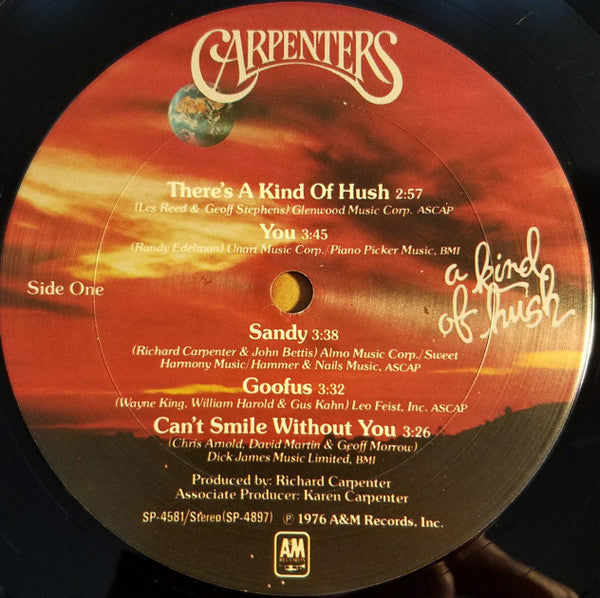 CARPENTERS
There's A Kind Of Hush 2:57
(Les Reed & Geoff Stephens) Glenwood Music Corp. ASCAP
You 3:45
(Randy Edelman) Unart Music Corp./Piano Picker Music, BMI
a kind
of hush
Side One
Sandy 3:38
(Richard Carpenter & John Bettis) Almo Music Corp./Sweet
Harmony Music/Hammer & Nails Music, ASCAP
Goofus 3:32
(Wayne King, William Harold & Gus Kahn) Leo Feist, Inc. ASCAP
Can't Smile Without You 3:26
(Chris Arnold, David Martin & Geoff Morrow)
Dick James Music Limited, BMI
Produced by: Richard Carpenter
Associate Producer: Karen Carpenter
SP-4581/Stereo(SP-4897) ℗ 1976 A&M Records, Inc.
A&M
RECORDS